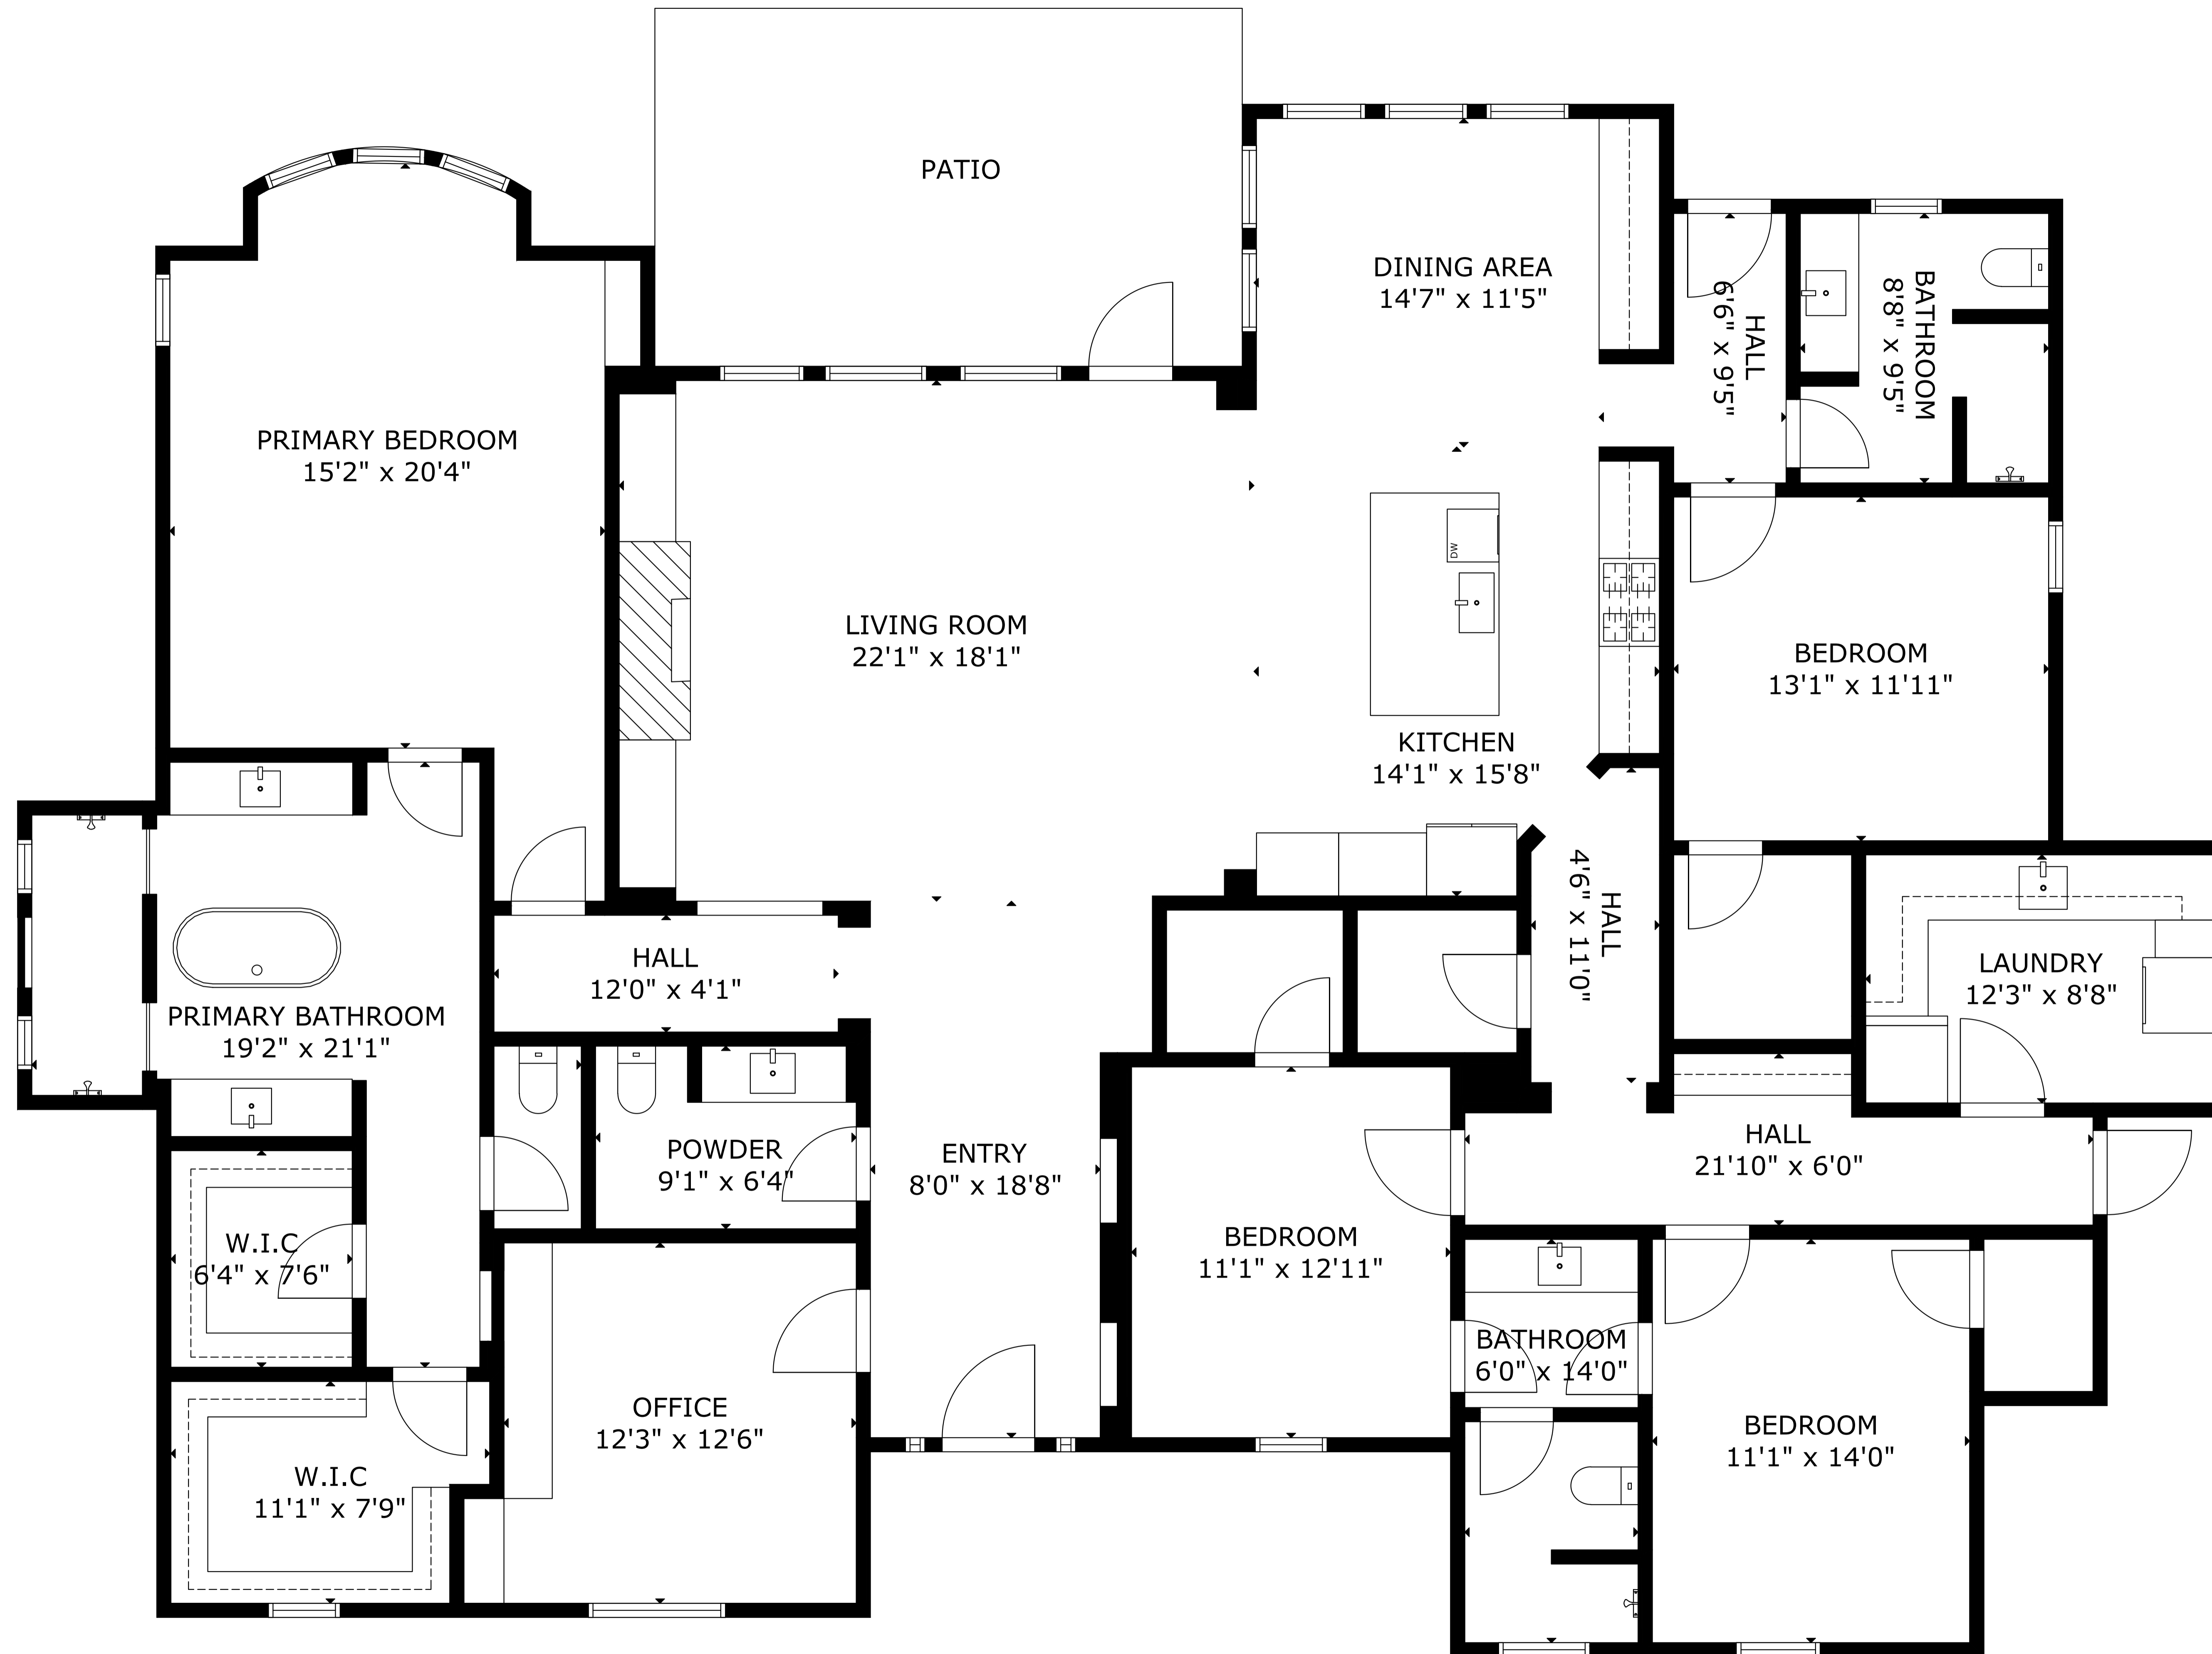 PATIO
DINING AREA
14'7" x 11'5"
HALL
6'6" x 9'5"
BATHROOM
8'8" x 9'5"
PRIMARY BEDROOM
15'2" x 20'4"
DW
LIVING ROOM
22'1" x 18'1"
BEDROOM
13'1" x 11'11"
KITCHEN
14'1" x 15'8"
HALL
4'6" x 11'0"
HALL
12'0" x 4'1"
LAUNDRY
12'3" x 8'8"
PRIMARY BATHROOM
19'2" x 21'1"
POWDER
9'1" x 6'4"
ENTRY
8'0" x 18'8"
HALL
21'10" x 6'0"
W.I.C
6'4" x 7'6"
BEDROOM
11'1" x 12'11"
BATHROOM
6'0" x 14'0"
OFFICE
12'3" x 12'6"
BEDROOM
11'1" x 14'0"
W.I.C
11'1" x 7'9"